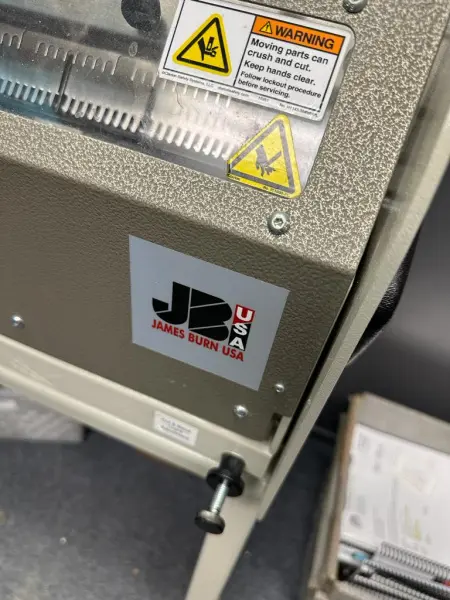 WARNING
Moving parts can
crush and cut.
Keep hands clear.
Follow lockout procedure
before servicing.
JB
USA
JAMES BURN USA